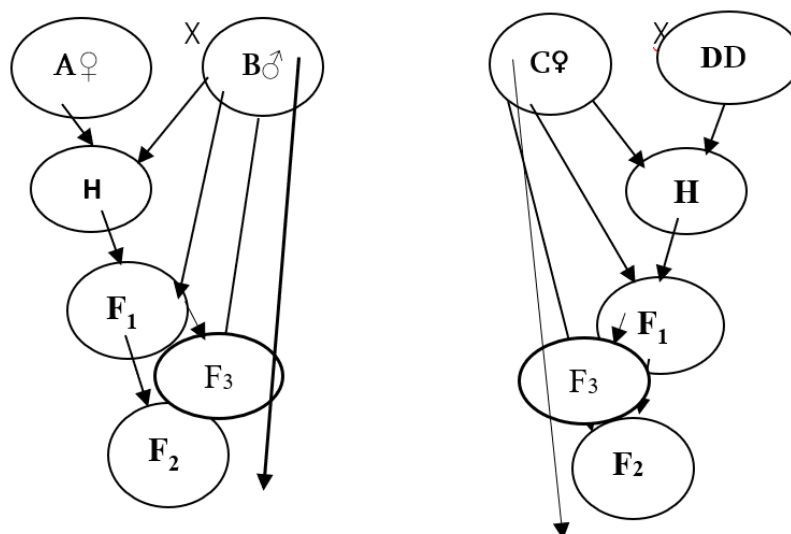 A♀ X B♂ C♀ X DD
H H
F₁ F₁
F₃ F₃
F₂ F₂